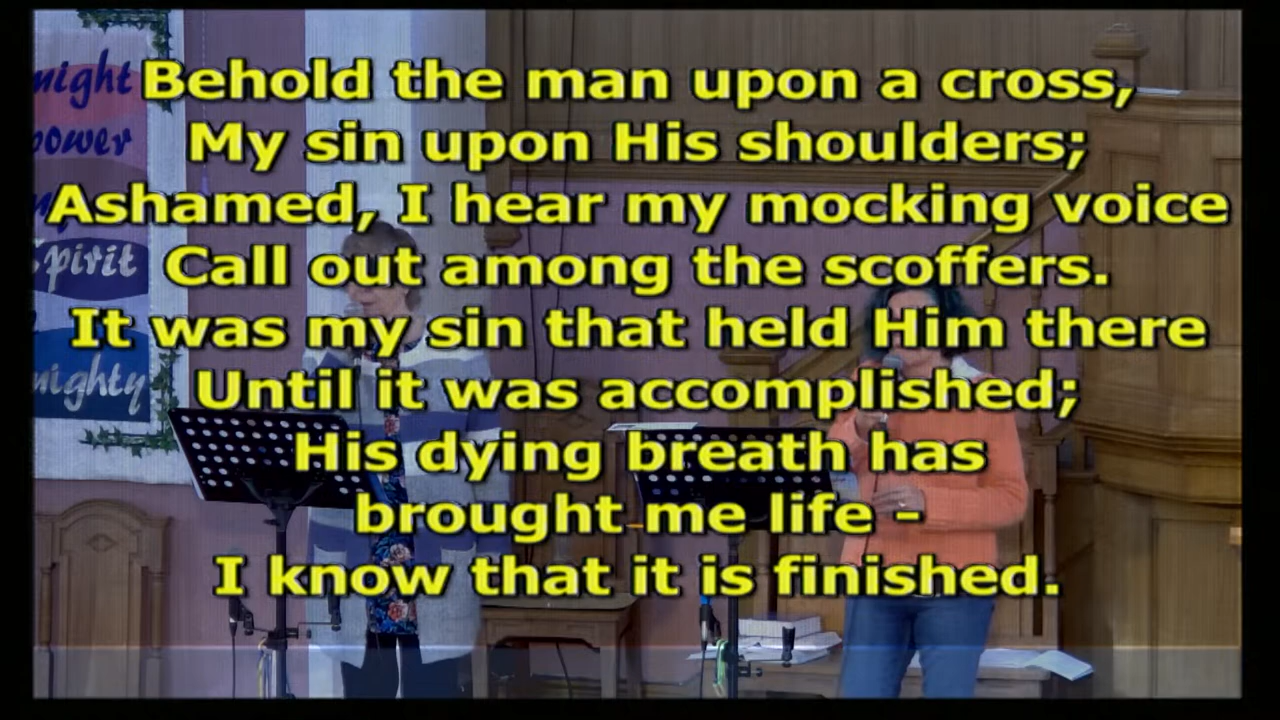 Behold the man upon a cross,
My sin upon His shoulders;
Ashamed, I hear my mocking voice
Call out among the scoffers.
It was my sin that held Him there
Until it was accomplished;
His dying breath has
brought me life -
I know that it is finished.
power
Spirit